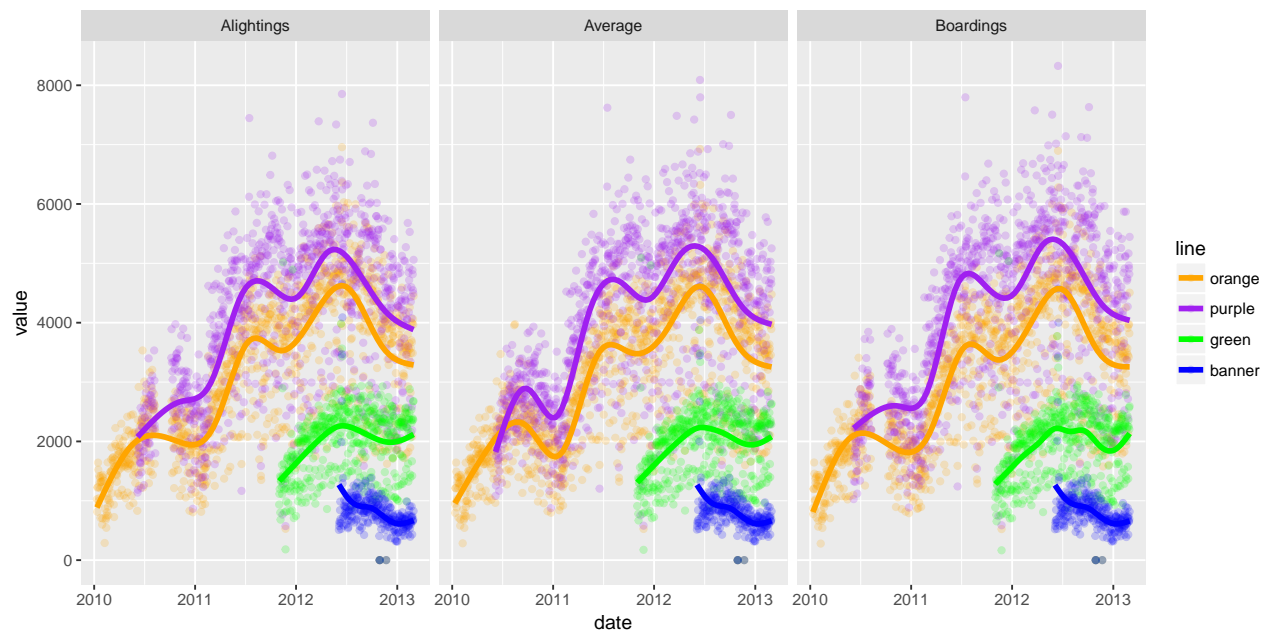 Alightings Average Boardings
value
8000
6000
4000
2000
0
2010 2011 2012 2013 2010 2011 2012 2013 2010 2011 2012 2013
date
line
orange
purple
green
banner